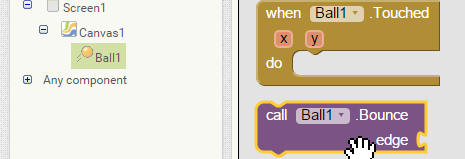 Screen1
Canvas1
Ball1
Any component
when Ball1 .Touched
x y
do
call Ball1 .Bounce
edge